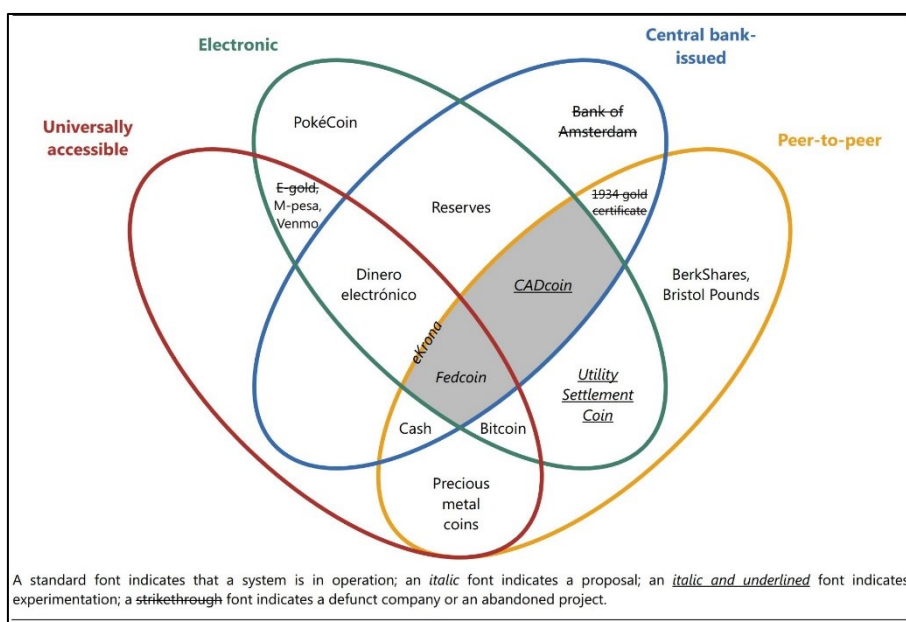 Electronic
Central bank-
issued
Universally
accessible
Peer-to-peer
PokéCoin
Bank of
Amsterdam
E-gold,
M-pesa,
Venmo
Reserves
1934 gold
certificate
Dinero
electrónico
CADcoin
BerkShares,
Bristol Pounds
eKrona
Fedcoin
Utility
Settlement
Coin
Cash
Bitcoin
Precious
metal
coins
A standard font indicates that a system is in operation; an italic font indicates a proposal; an italic and underlined font indicates
experimentation; a strikethrough font indicates a defunct company or an abandoned project.